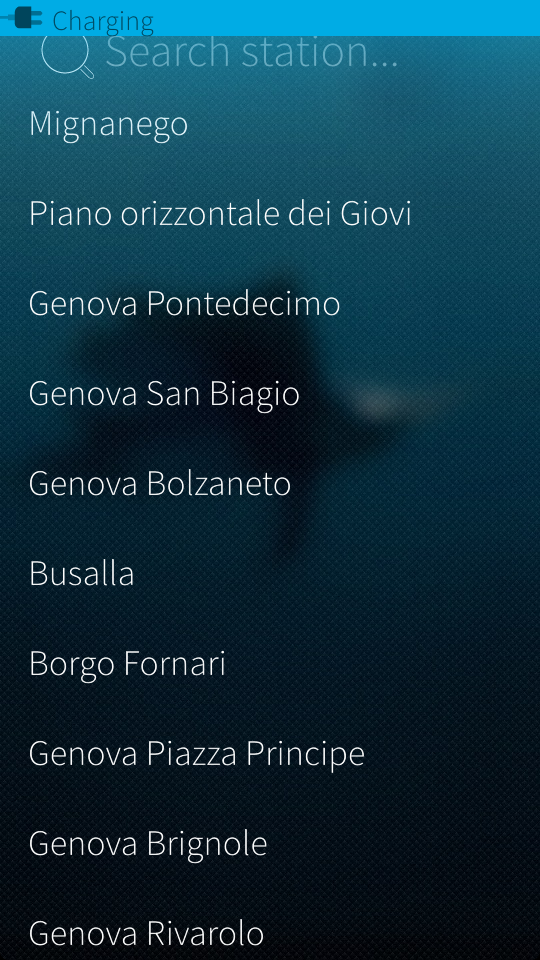 Charging
Search station...
Mignanego
Piano orizzontale dei Giovi
Genova Pontedecimo
Genova San Biagio
Genova Bolzaneto
Busalla
Borgo Fornari
Genova Piazza Principe
Genova Brignole
Genova Rivarolo